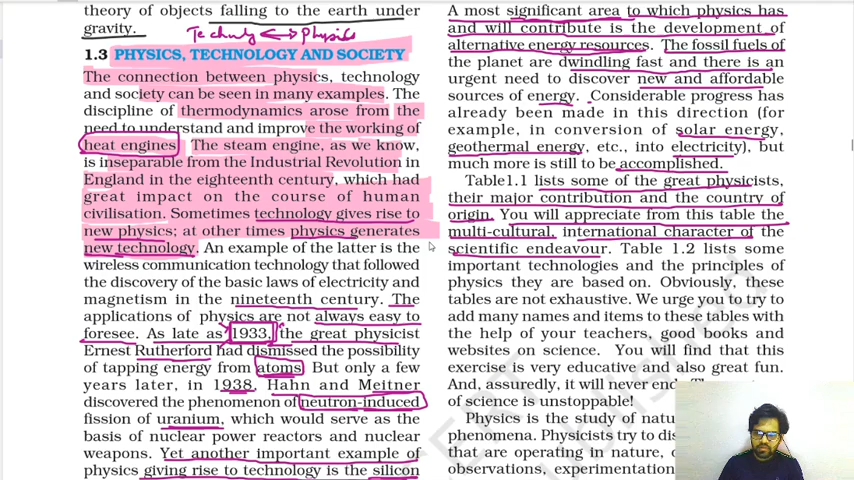 theory of objects falling to the earth under
gravity.
Technology ⟷ Physics
1.3 PHYSICS, TECHNOLOGY AND SOCIETY
The connection between physics, technology
and society can be seen in many examples. The
discipline of thermodynamics arose from the
need to understand and improve the working of
heat engines. The steam engine, as we know,
is inseparable from the Industrial Revolution in
England in the eighteenth century, which had
great impact on the course of human
civilisation. Sometimes technology gives rise to
new physics; at other times physics generates
new technology. An example of the latter is the
wireless communication technology that followed
the discovery of the basic laws of electricity and
magnetism in the nineteenth century. The
applications of physics are not always easy to
foresee. As late as 1933, the great physicist
Ernest Rutherford had dismissed the possibility
of tapping energy from atoms. But only a few
years later, in 1938, Hahn and Meitner
discovered the phenomenon of neutron-induced
fission of uranium, which would serve as the
basis of nuclear power reactors and nuclear
weapons. Yet another important example of
physics giving rise to technology is the silicon
A most significant area to which physics has
and will contribute is the development of
alternative energy resources. The fossil fuels of
the planet are dwindling fast and there is an
urgent need to discover new and affordable
sources of energy. Considerable progress has
already been made in this direction (for
example, in conversion of solar energy,
geothermal energy, etc., into electricity), but
much more is still to be accomplished.
Table1.1 lists some of the great physicists,
their major contribution and the country of
origin. You will appreciate from this table the
multi-cultural, international character of the
scientific endeavour. Table 1.2 lists some
important technologies and the principles of
physics they are based on. Obviously, these
tables are not exhaustive. We urge you to try to
add many names and items to these tables with
the help of your teachers, good books and
websites on science. You will find that this
exercise is very educative and also great fun.
And, assuredly, it will never end.
of science is unstoppable!
Physics is the study of
phenomena. Physicists try to
that are operating in nature,
observations, experimentation